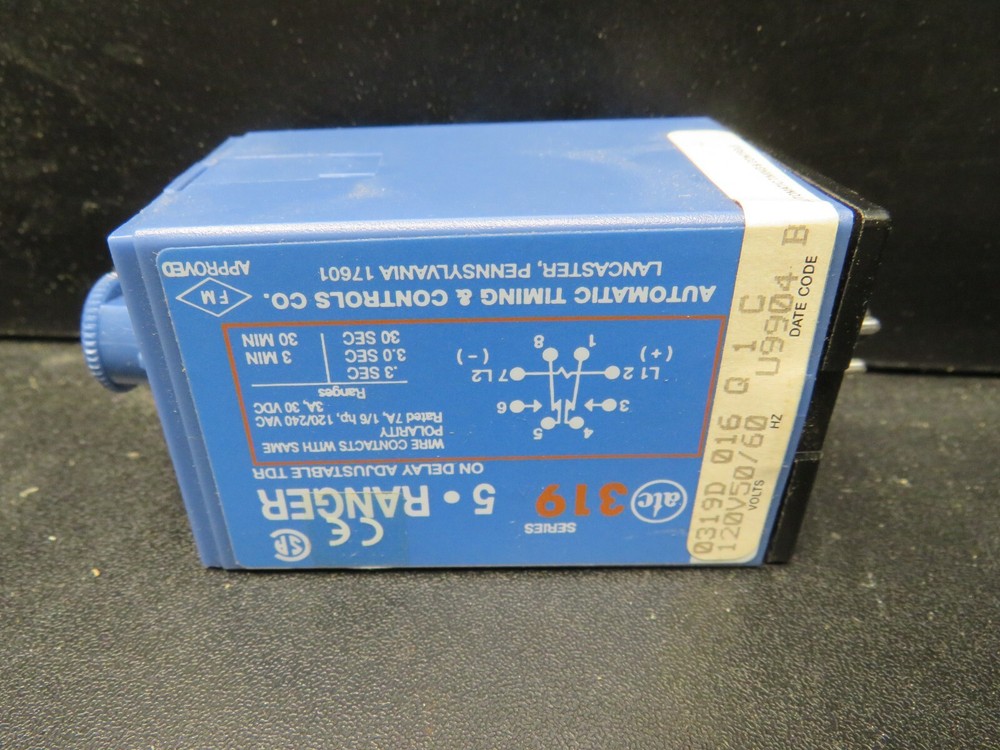 SERIES
atc 319 5 • RANGER CE SA
ON DELAY ADJUSTABLE TDR
WIRE CONTACTS WITH SAME
POLARITY
Rated 7A, 1/6 hp, 120/240 VAC
3A, 30 VDC
Ranges
.3 SEC
3.0 SEC 3 MIN
30 SEC 30 MIN
4 5
3 6
L1 2 7 L2
(+) (-)
1 8
AUTOMATIC TIMING & CONTROLS CO.
LANCASTER, PENNSYLVANIA 17601
FM
APPROVED
0319D 016 Q 1 C
120V50/60 U9904 B
VOLTS HZ DATE CODE